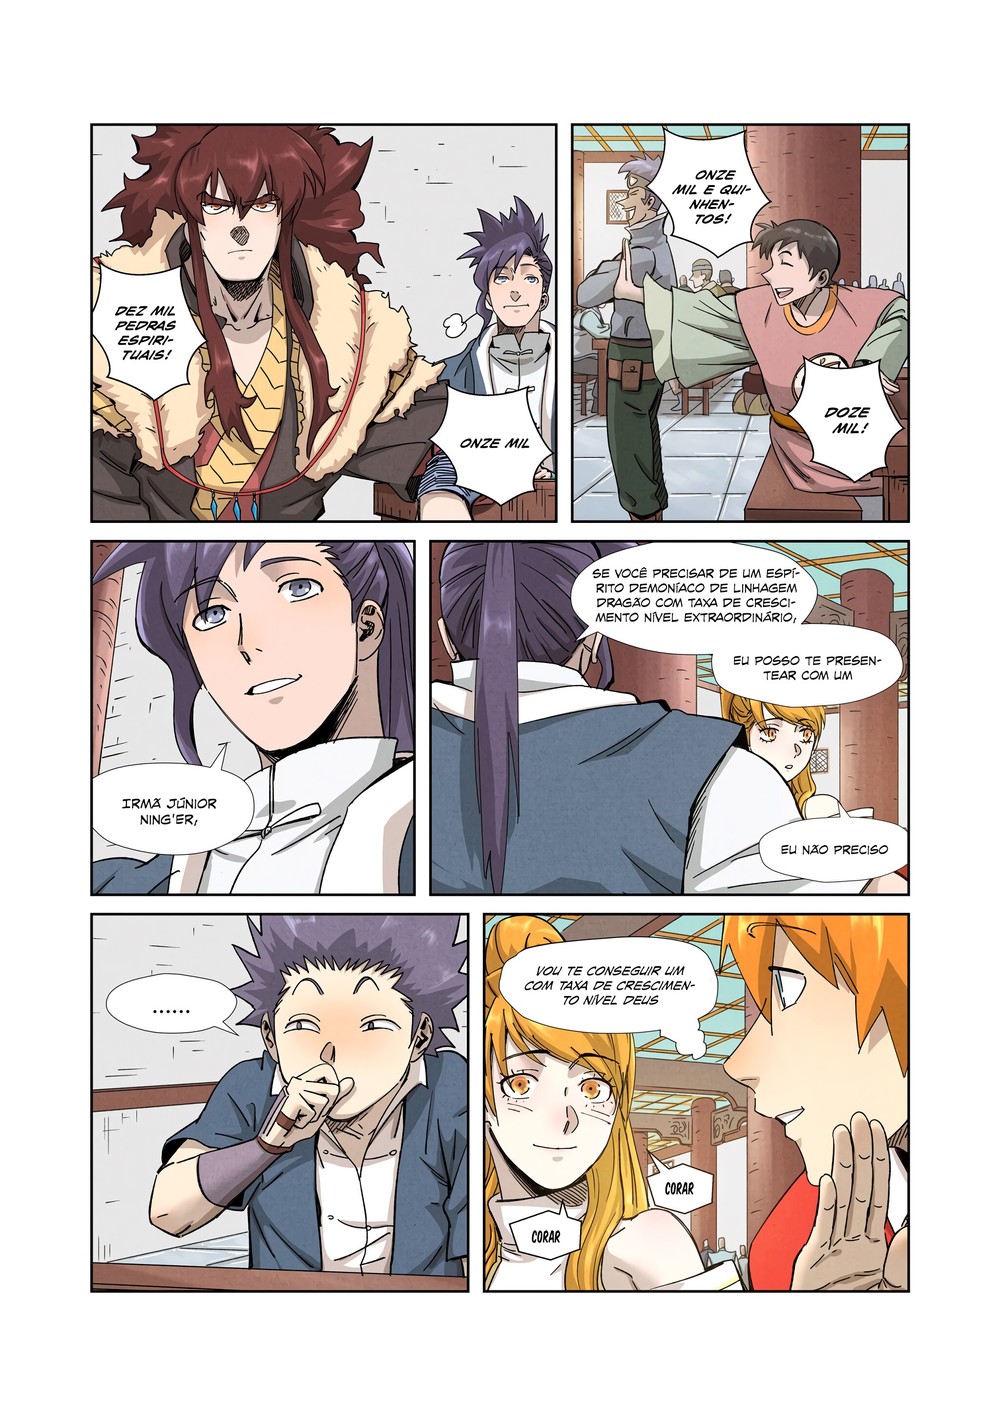 DEZ MIL
PEDRAS
ESPIRI-
TUAIS!
ONZE MIL
ONZE
MIL E QUI-
NHEN-
TOS!
DOZE
MIL!
IRMÃ JÚNIOR
NING'ER;
SE VOCÊ PRECISAR DE UM ESPÍ-
RITO DEMONÍACO DE LINHAGEM
DRAGÃO COM TAXA DE CRESCI-
MENTO NÍVEL EXTRAORDINÁRIO;
EU POSSO TE PRESEN-
TEAR COM UM
EU NÃO PRECISO
......
VOU TE CONSEGUIR UM
COM TAXA DE CRESCIMEN-
TO NÍVEL DEUS
CORAR
CORAR